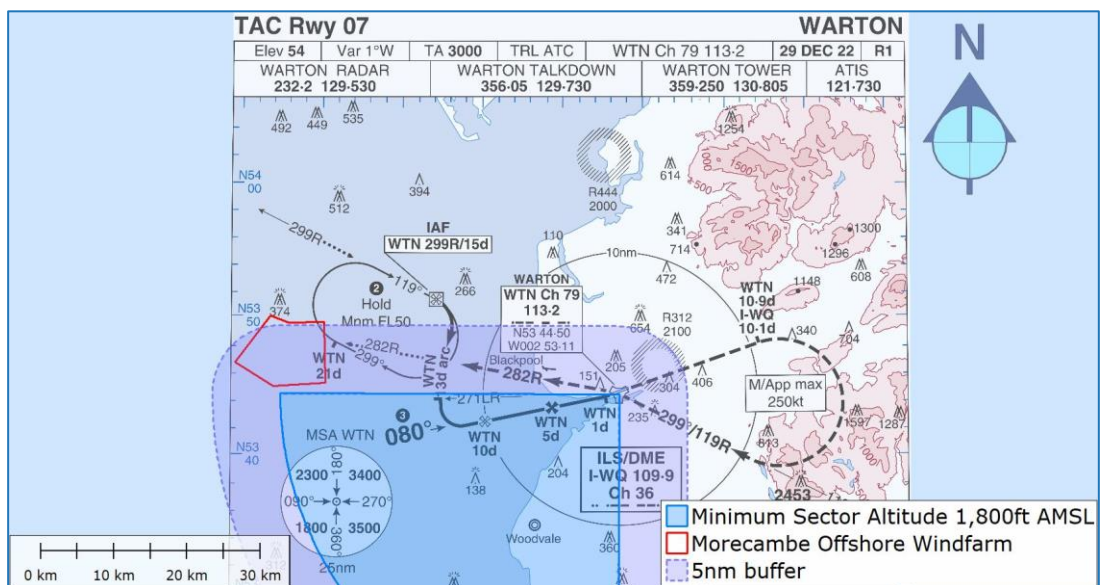 TAC Rwy 07 WARTON
Elev 54 Var 1°W TA 3000 TRL ATC WTN Ch 79 113·2 29 DEC 22 R1
WARTON RADAR WARTON TALKDOWN WARTON TOWER ATIS
232·2 129·530 356·05 129·730 359·250 130·805 121·730
N
492
449
535
1254
1500
1500
614
N54
00
394
512
R444
2000
IAF
WTN 299R/15d
299R
119°
2
Hold
Mnm FL50
110
341
714
1300
1296
608
10nm
472
WARTON
WTN Ch 79
113·2
N53 44·50
W002 53·11
266
374
1148
WTN
10·9d
I-WQ
10·1d
N53
50
654
R312
2100
340
704
282R
299°
WTN
21d
WTN
13d arc
Blackpool
282R
205
151
304
406
M/App max
250kt
271LR
3
080°
WTN
10d
WTN
5d
WTN
1d
235
299°/119R
1597
1287
813
N53
40
MSA WTN
2300 180° 3400
090° 270°
1800 360° 3500
25nm
138
204
ILS/DME
I-WQ 109·9
Ch 36
2453
Woodvale
360
312
Minimum Sector Altitude 1,800ft AMSL
Morecambe Offshore Windfarm
5nm buffer
0 km 10 km 20 km 30 km